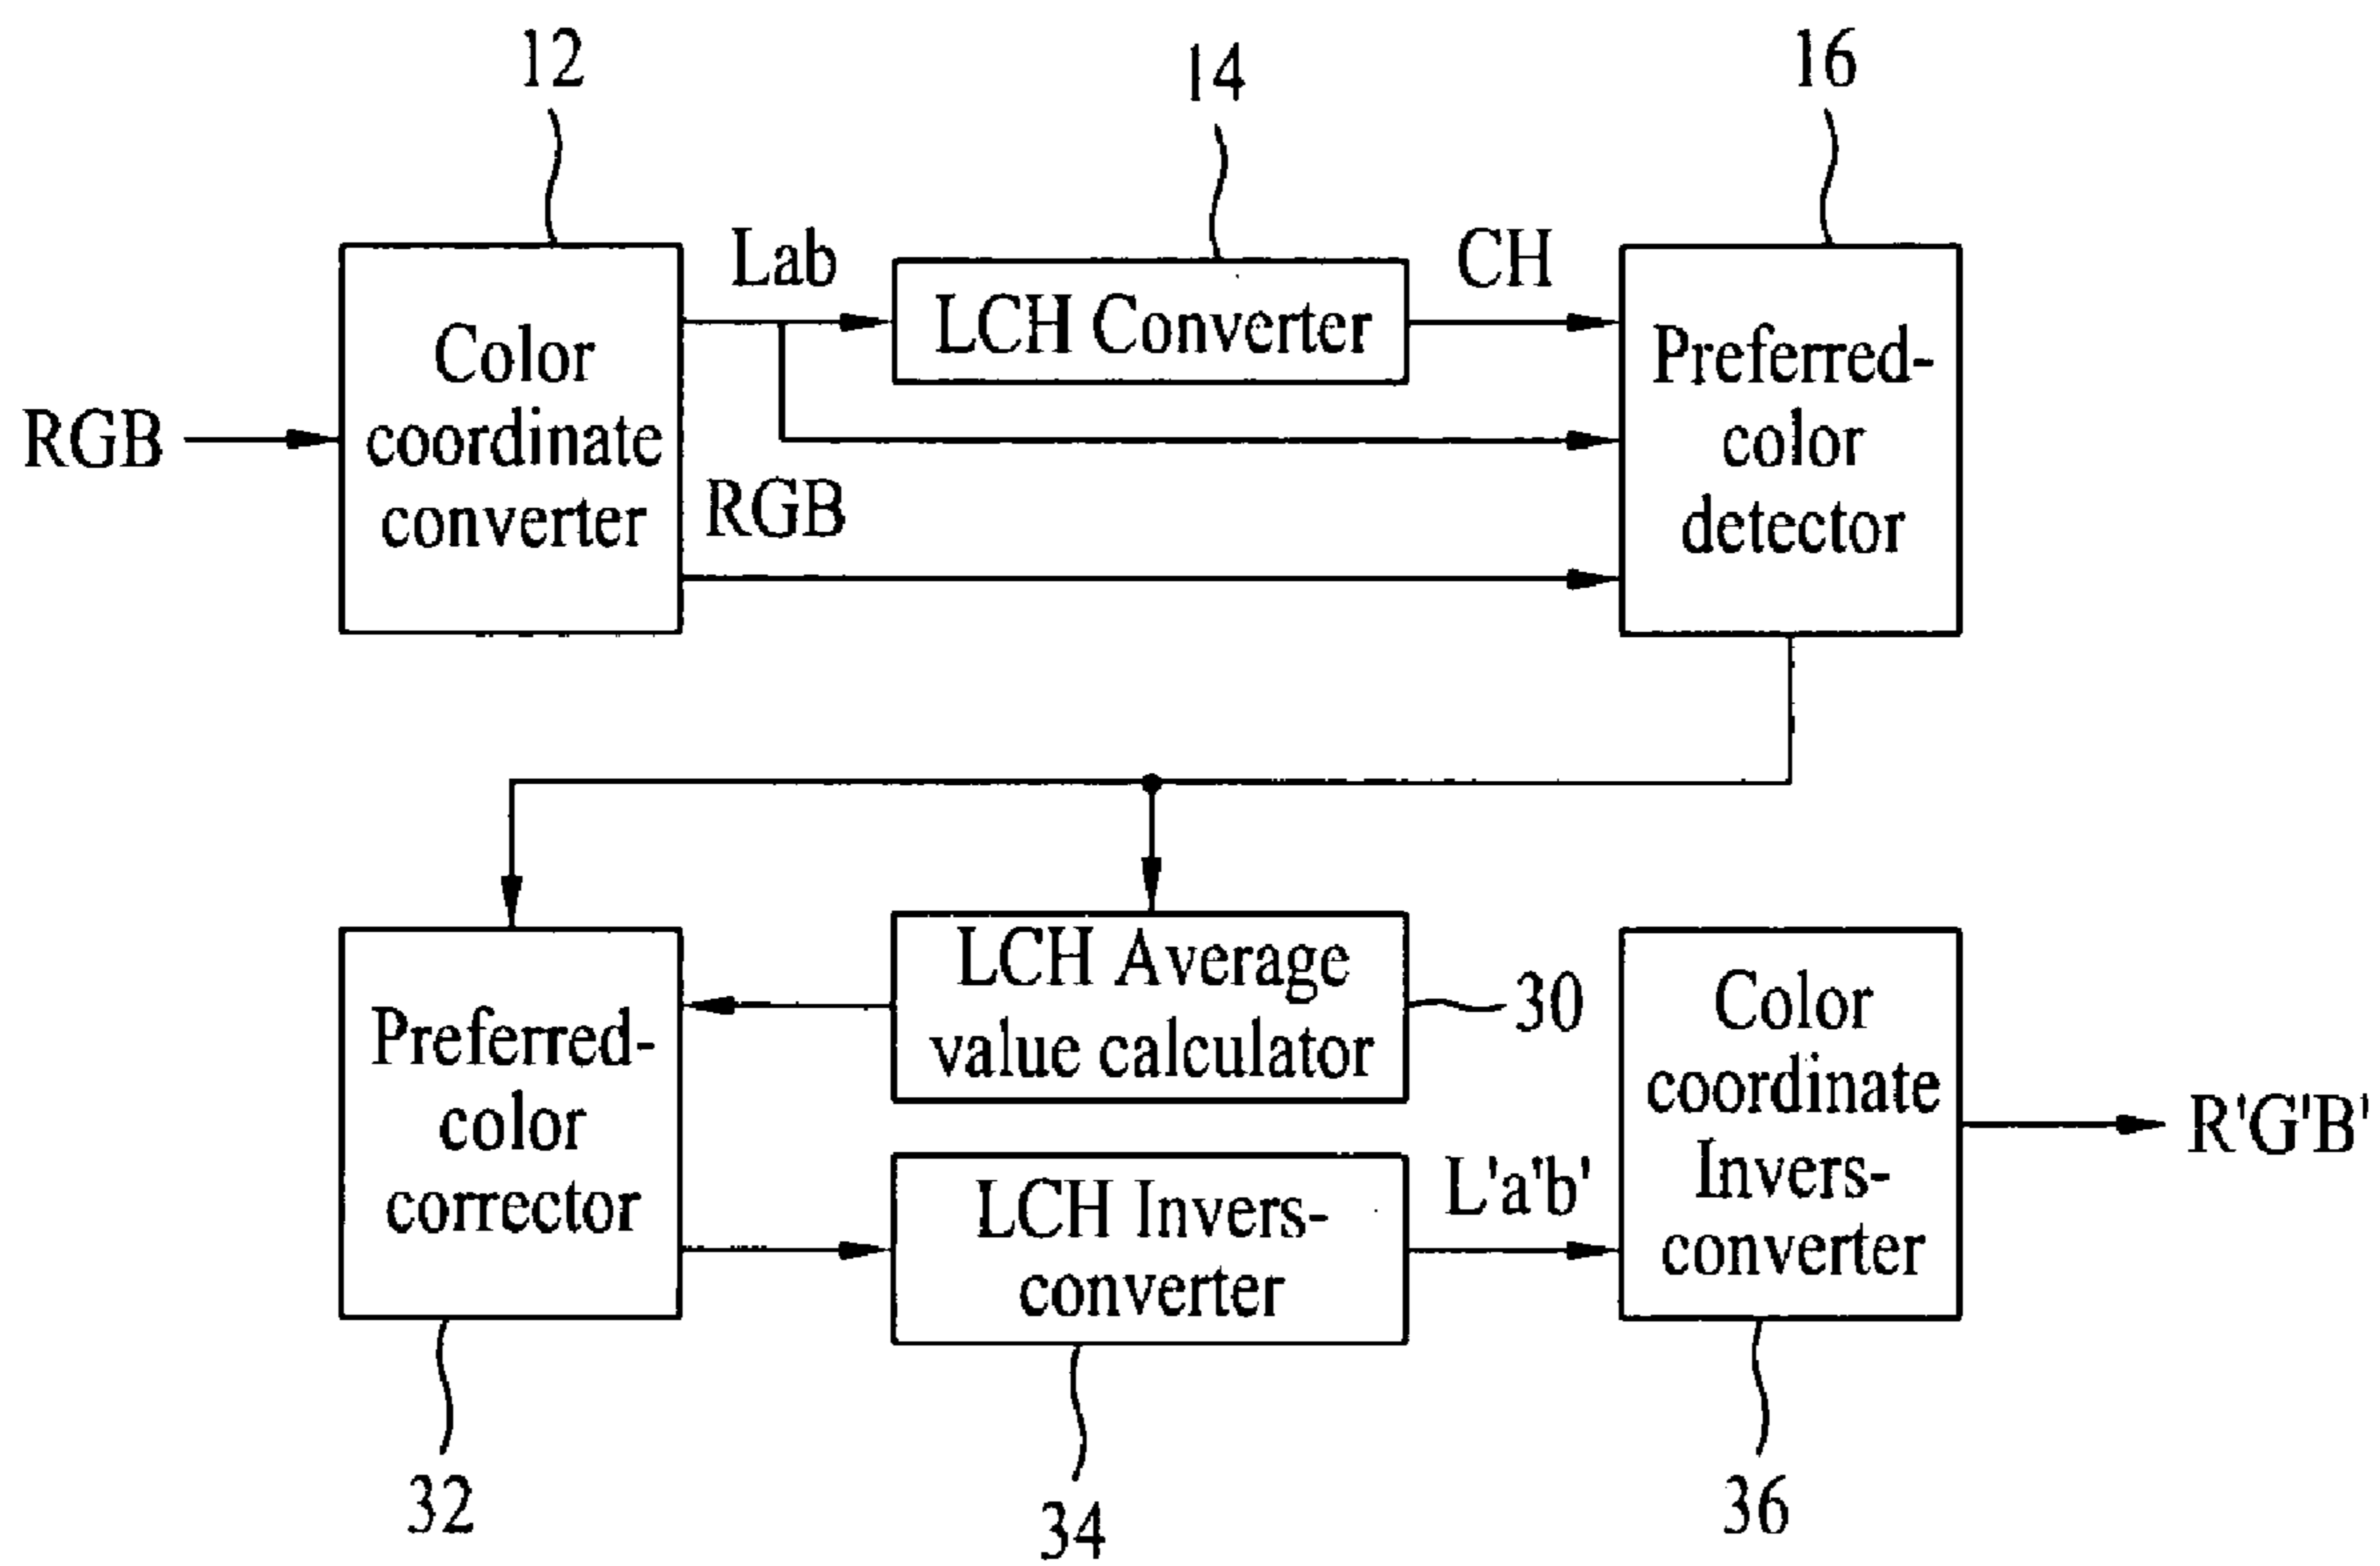 12
14
16
Lab
CH
LCH Converter
Color
coordinate
converter
Preferred-
color
detector
RGB
RGB
LCH Average
value calculator
30
Preferred-
color
corrector
Color
coordinate
Invers-
converter
R'G'B'
LCH Invers-
converter
L'a'b'
32
34
36